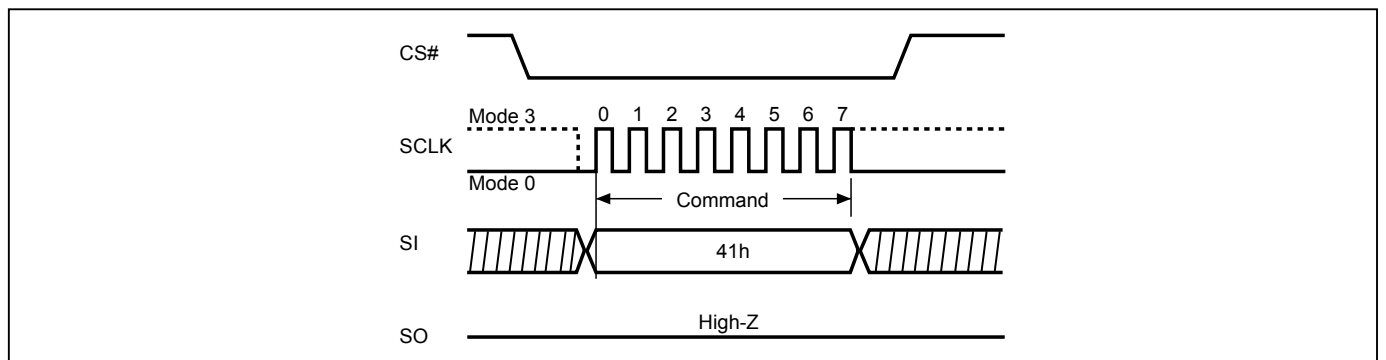 CS#
Mode 3 0 1 2 3 4 5 6 7
SCLK
Mode 0
Command
SI
41h
High-Z
SO